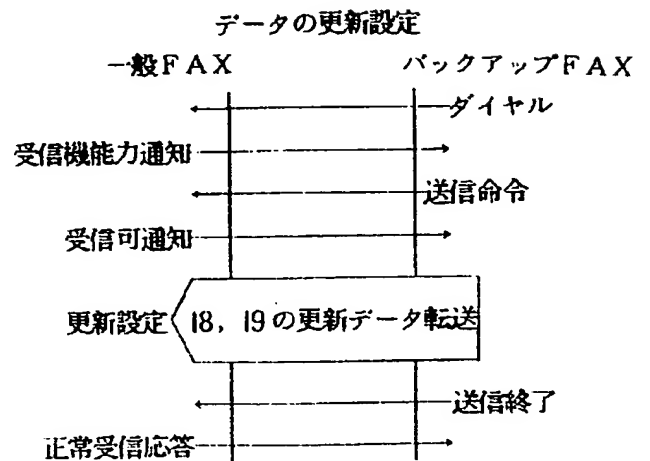 データの更新設定
一般FAX バックアップFAX
ダイヤル
受信機能力通知
送信命令
受信可通知
更新設定 18，19の更新データ転送
送信終了
正常受信応答